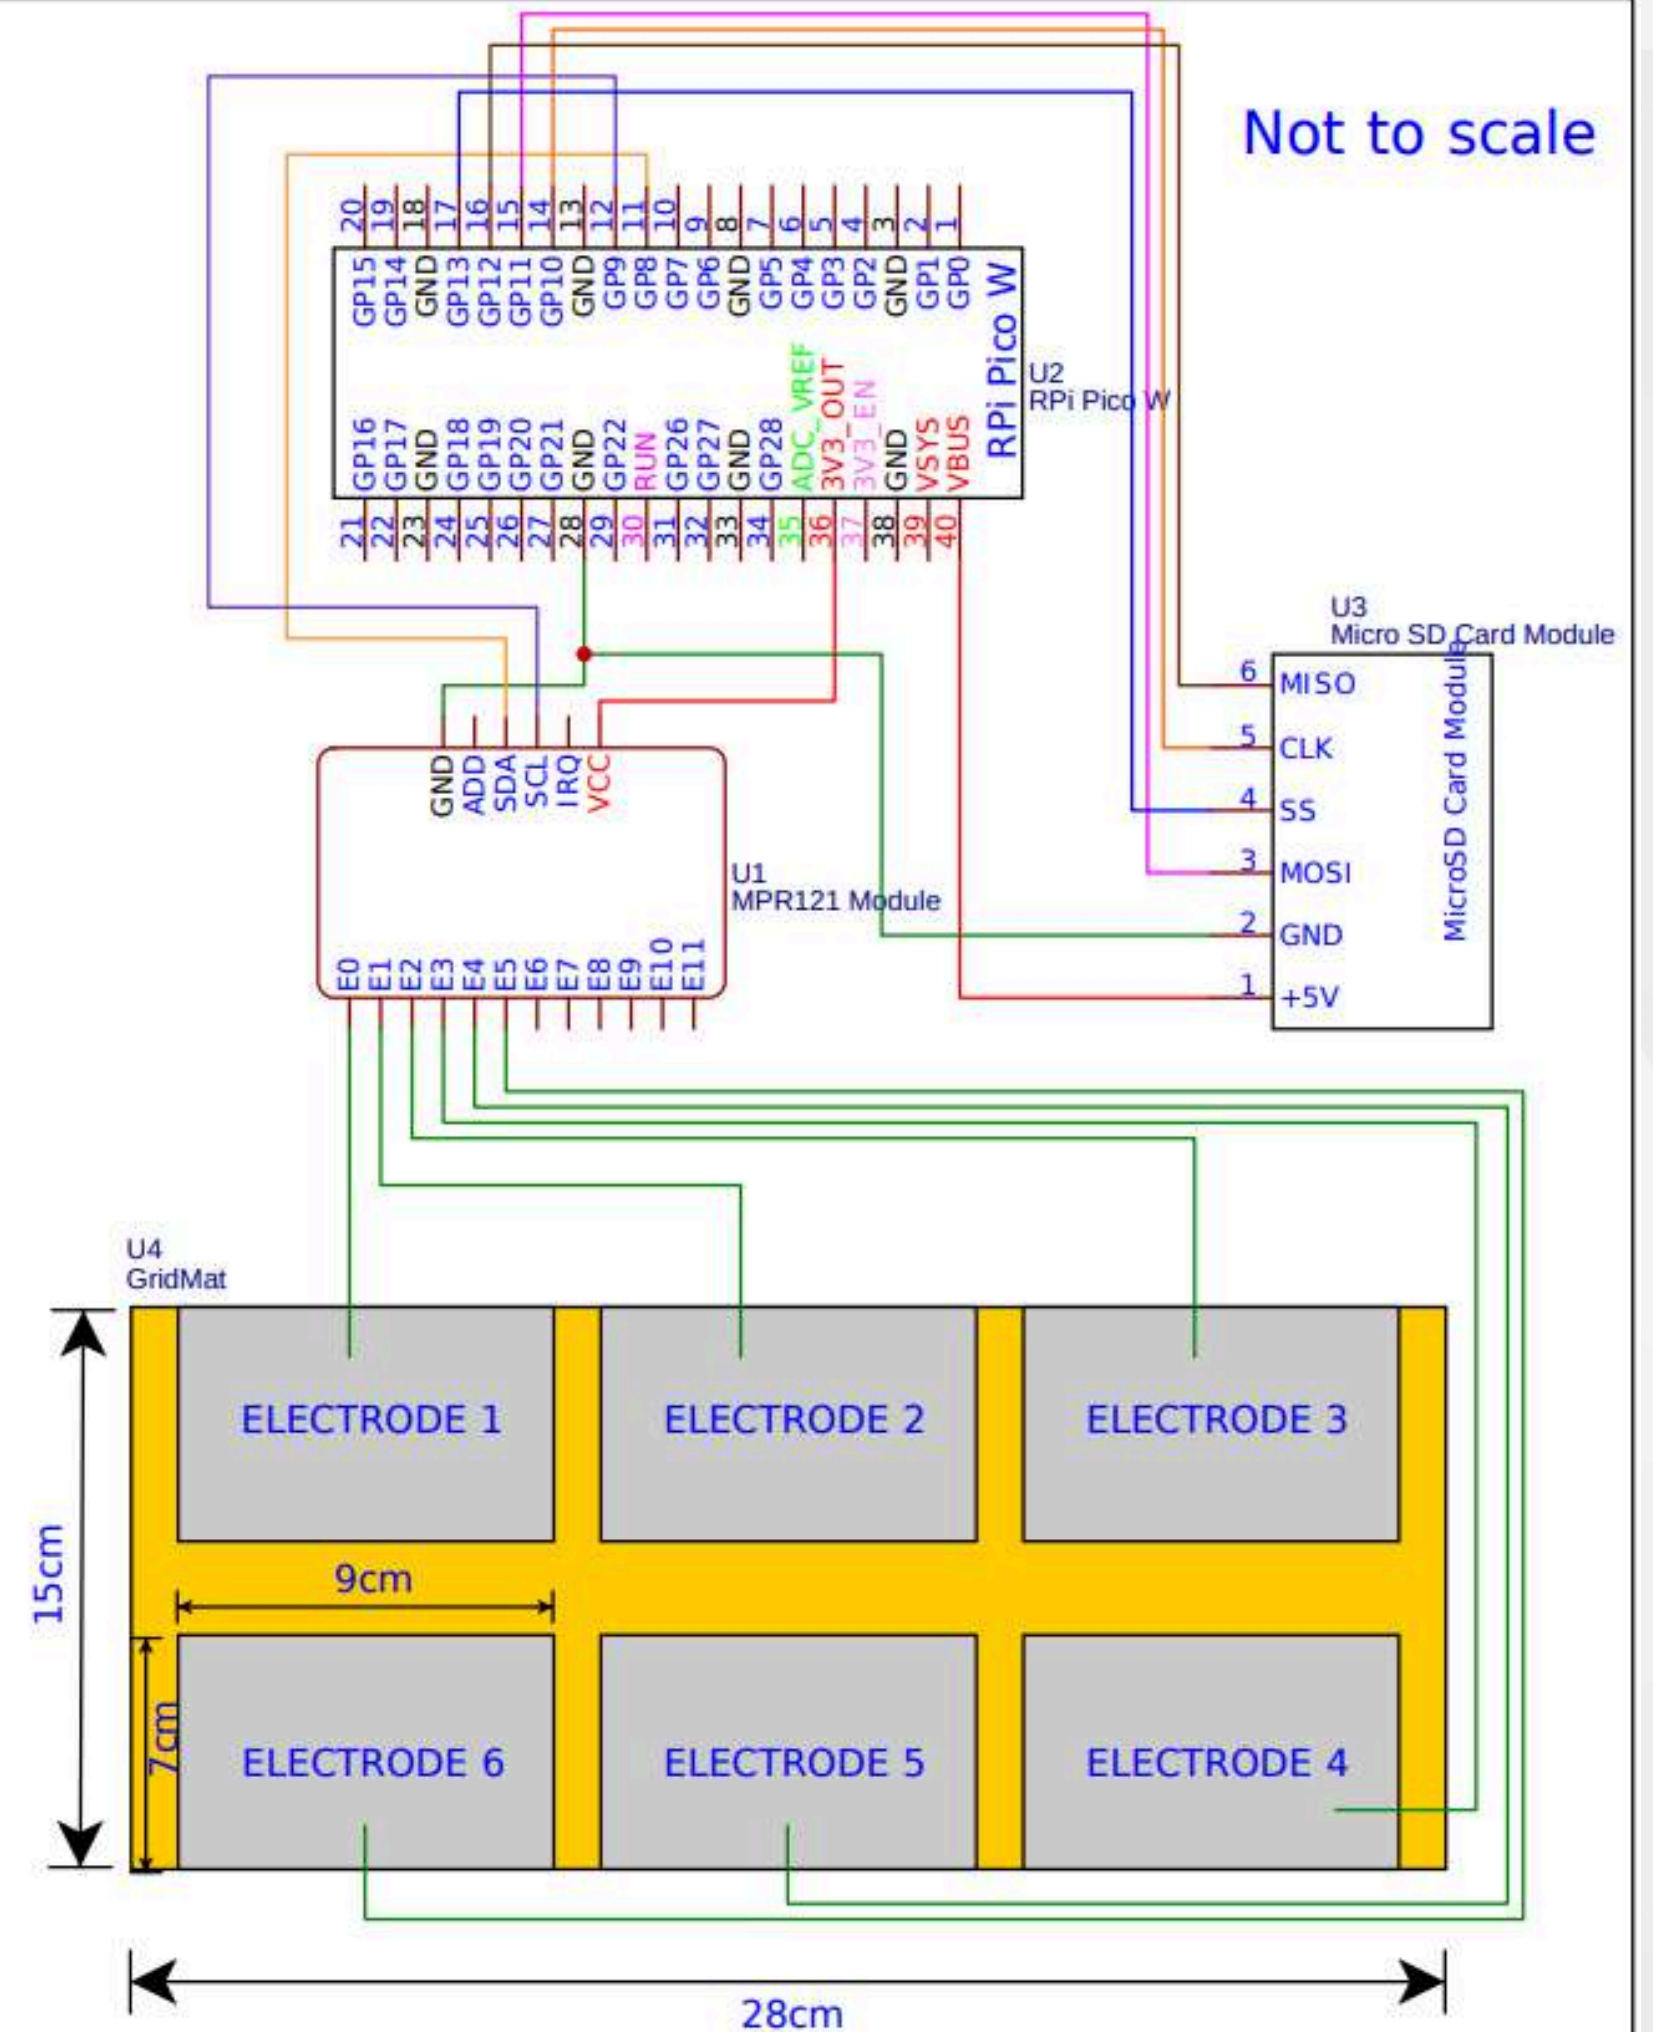 Not to scale
20 19 18 17 16 15 14 13 12 11 10 9 8 7 6 5 4 3 2 1
GP15 GP14 GND GP13 GP12 GP11 GP10 GND GP9 GP8 GP7 GP6 GND GP5 GP4 GP3 GP2 GND GP1 GP0
RPi Pico W
U2
RPi Pico W
GP16 GP17 GND GP18 GP19 GP20 GP21 GND GP22 RUN GP26 GP27 GND GP28 ADC_VREF 3V3_OUT 3V3_EN GND VSYS VBUS
21 22 23 24 25 26 27 28 29 30 31 32 33 34 35 36 37 38 39 40
U3
Micro SD Card Module
6 MISO
5 CLK
4 SS
3 MOSI
2 GND
1 +5V
MicroSD Card Module
GND ADD SDA SCL IRQ VCC
U1
MPR121 Module
E0 E1 E2 E3 E4 E5 E6 E7 E8 E9 E10 E11
U4
GridMat
ELECTRODE 1 ELECTRODE 2 ELECTRODE 3
15cm
9cm
7cm
ELECTRODE 6 ELECTRODE 5 ELECTRODE 4
28cm